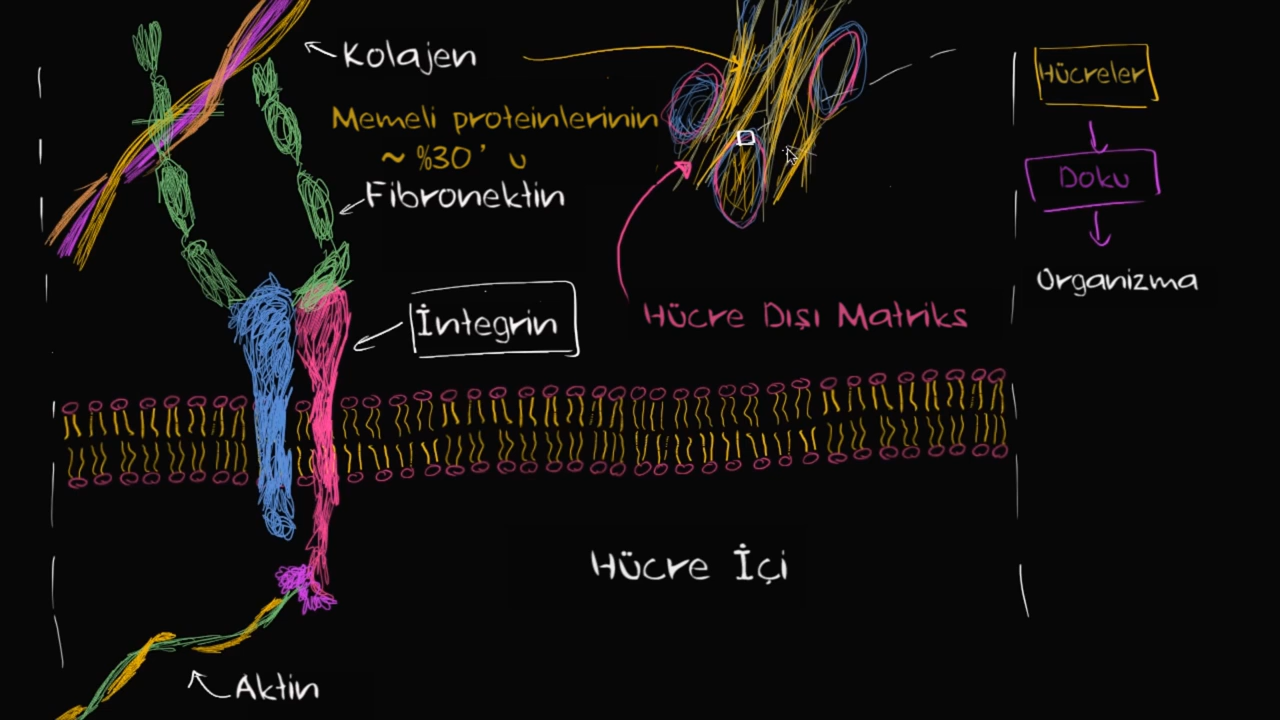 Kolajen
Memeli proteinlerinin
~ %30' u
Fibronektin
İntegrin
Hücre Dışı Matriks
Hücreler
Doku
Organizma
Hücre İçi
Aktin